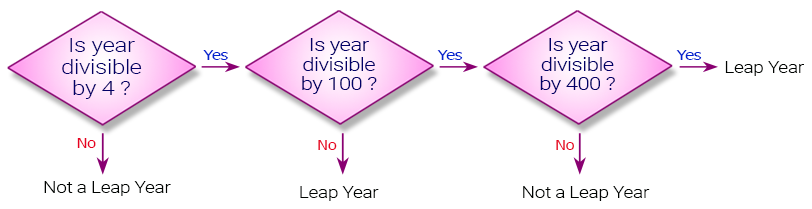 Is year
divisible
by 4 ?
Yes
No
Not a Leap Year
Is year
divisible
by 100 ?
Yes
No
Leap Year
Is year
divisible
by 400 ?
Yes
Leap Year
No
Not a Leap Year